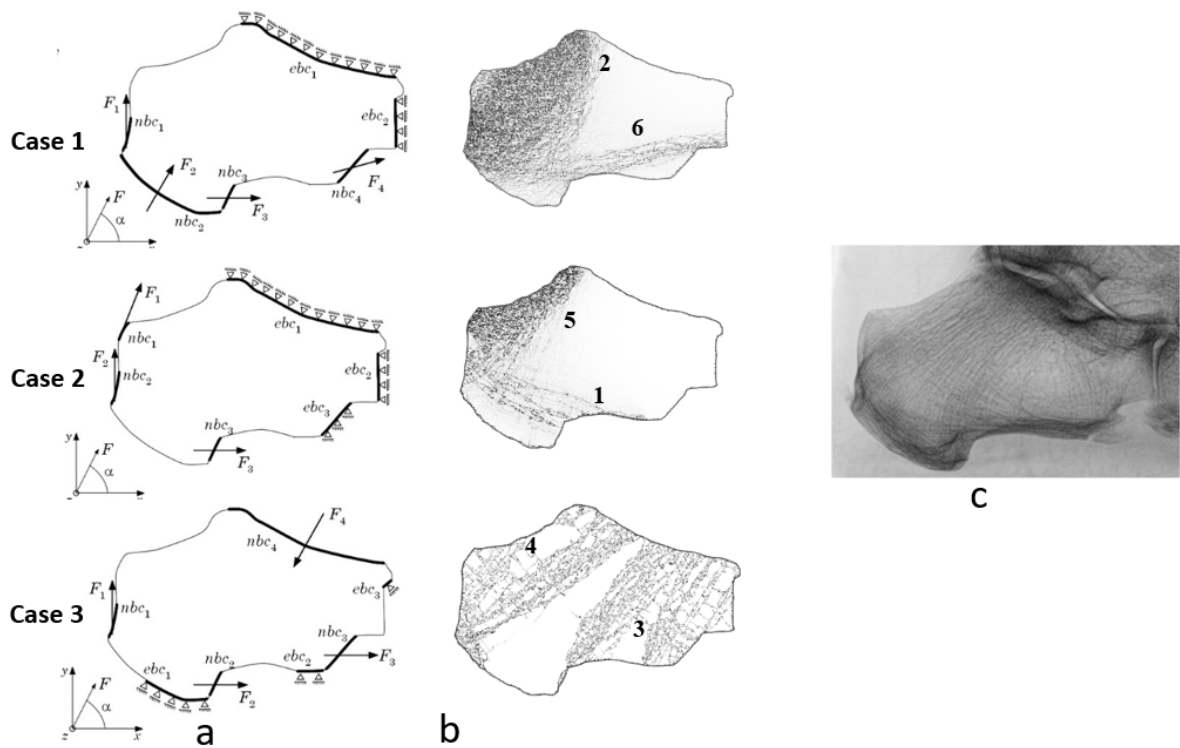 ebc1
F1
nbc1
ebc2
2
6
Case 1
F2
nbc3
F4
nbc4
y
F
α
nbc2
F3
z
F1
ebc1
nbc1
5
F2
nbc2
ebc2
Case 2
ebc3
1
nbc3
y
F
α
F3
c
F4
nbc4
4
ebc3
F1
nbc1
Case 3
nbc3
3
ebc1
nbc2
ebc2
F3
y
F
α
F2
z
x
a
b